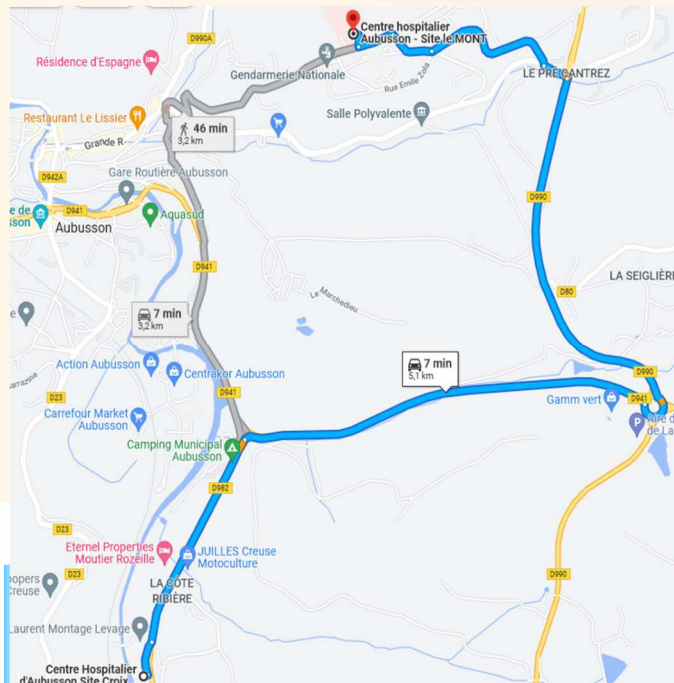 D990A
Centre hospitalier
Aubusson - Site le MONT
Résidence d'Espagne
Gendarmerie Nationale
LE PRÉ CANTREZ
Rue Emile Zola
Restaurant Le Lissier
46 min
3,2 km
Salle Polyvalente
Grande R.
Gare Routière Aubusson
D942A
D941
D941
Aubusson
Aquasud
D990
D941
LA SEIGLIÈRE
D80
Le Marchedieu
7 min
3,2 km
Action Aubusson
Centrakor Aubusson
7 min
5,1 km
D990
D23
D941
Gamm vert
D941
Carrefour Market
Aubusson
Camping Municipal
Aubusson
P
D982
D23
Eternel Properties
Moutier Rozeille
JUILLES Creuse
Motoculture
D23
D990
LA CÔTE
RIBIÈRE
Laurent Montage Levage
Centre Hospitalier
d'Aubusson Site Croix